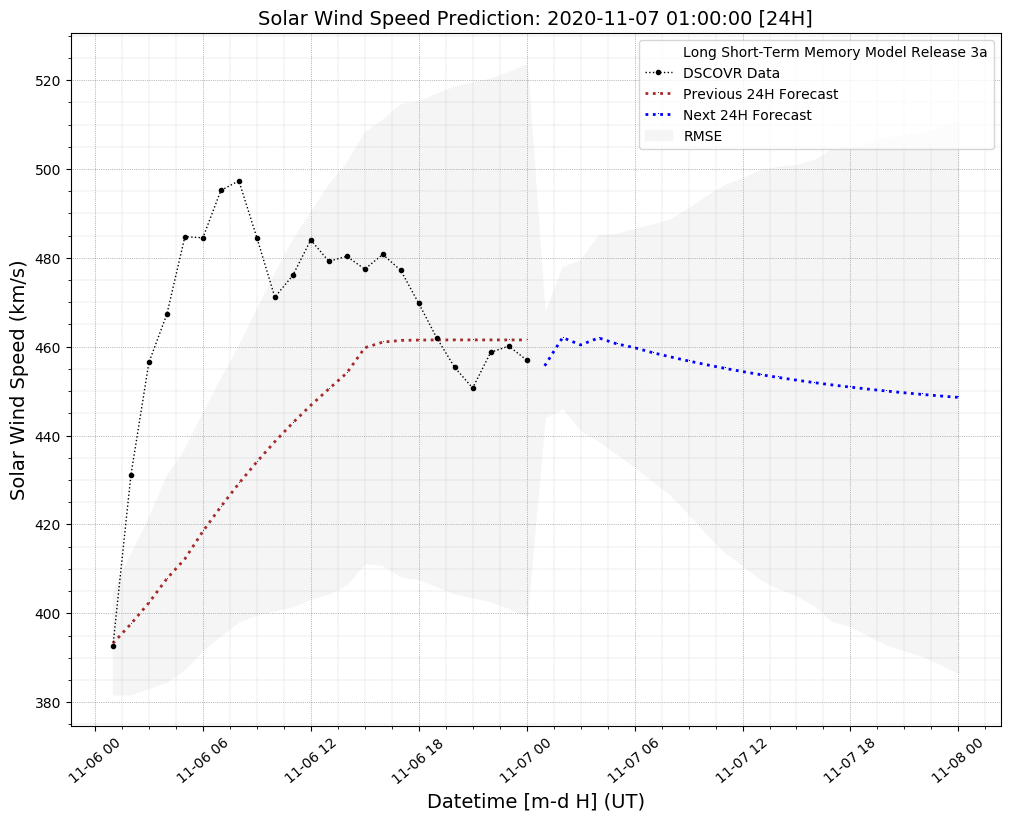 Solar Wind Speed Prediction: 2020-11-07 01:00:00 [24H]
Long Short-Term Memory Model Release 3a
DSCOVR Data
Previous 24H Forecast
Next 24H Forecast
RMSE
Solar Wind Speed (km/s)
520
500
480
460
440
420
400
380
11-06 00
11-06 06
11-06 12
11-06 18
11-07 00
11-07 06
11-07 12
11-07 18
11-08 00
Datetime [m-d H] (UT)